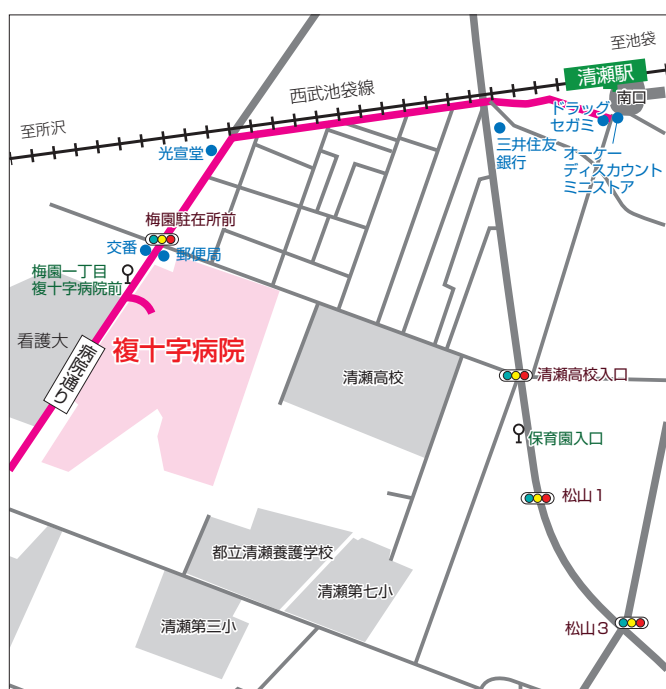 至池袋
清瀬駅
南口
西武池袋線
ドラッグ
セガミ
至所沢
光宣堂
三井住友
銀行
オーケー
ディスカウント
ミニストア
梅園駐在所前
交番
郵便局
梅園一丁目
複十字病院前
看護大
複十字病院
病院通り
清瀬高校
清瀬高校入口
保育園入口
松山1
都立清瀬養護学校
清瀬第七小
清瀬第三小
松山3